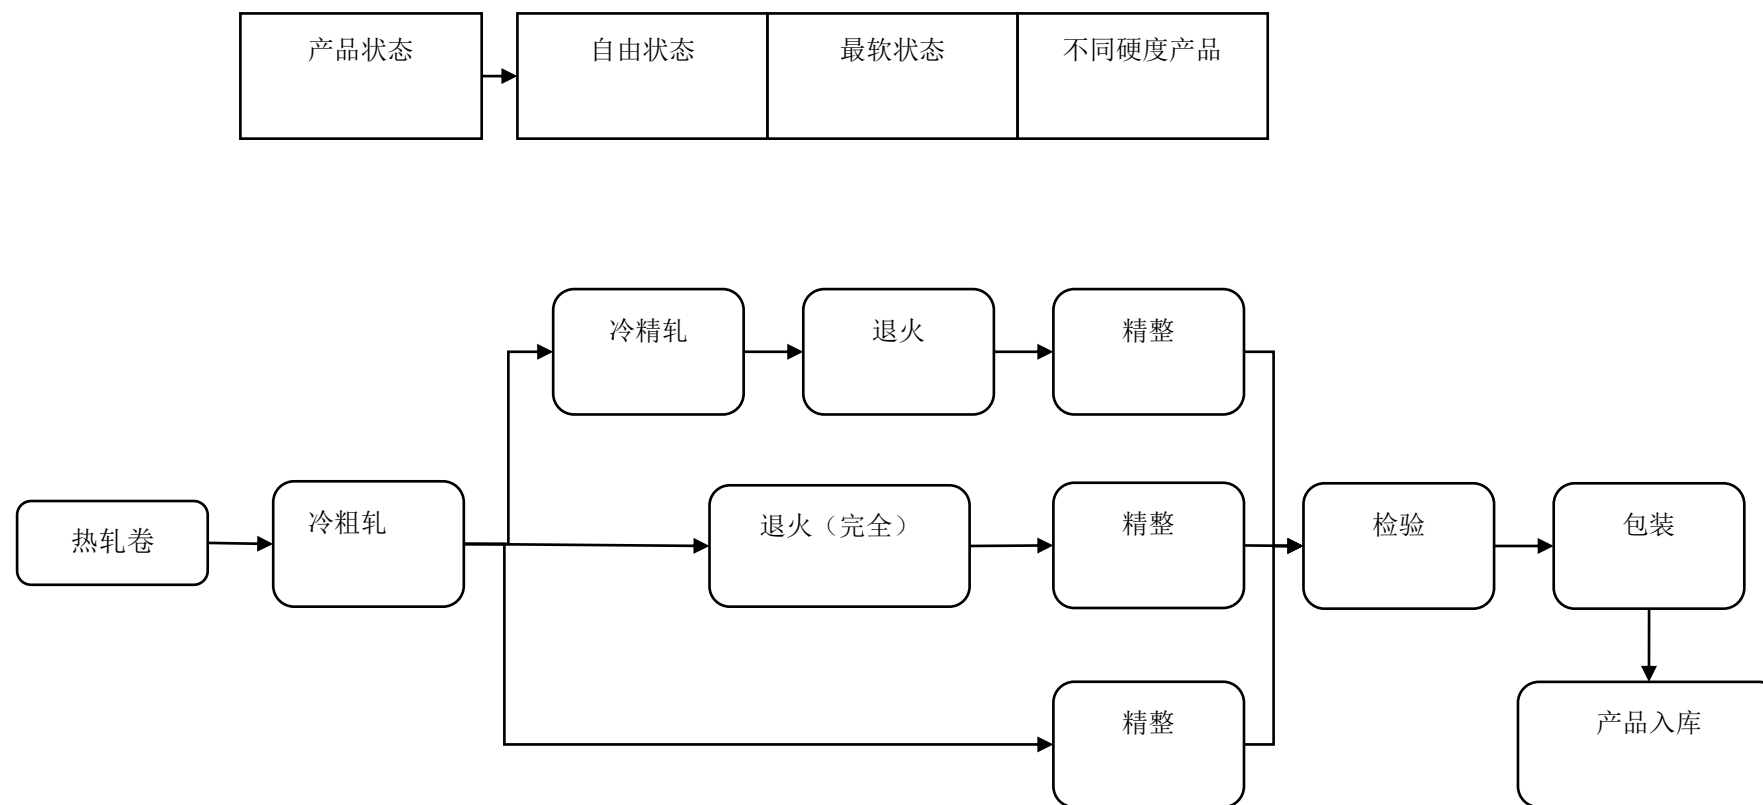 产品状态
自由状态
最软状态
不同硬度产品
冷精轧
退火
精整
热轧卷
冷粗轧
退火（完全）
精整
检验
包装
精整
产品入库